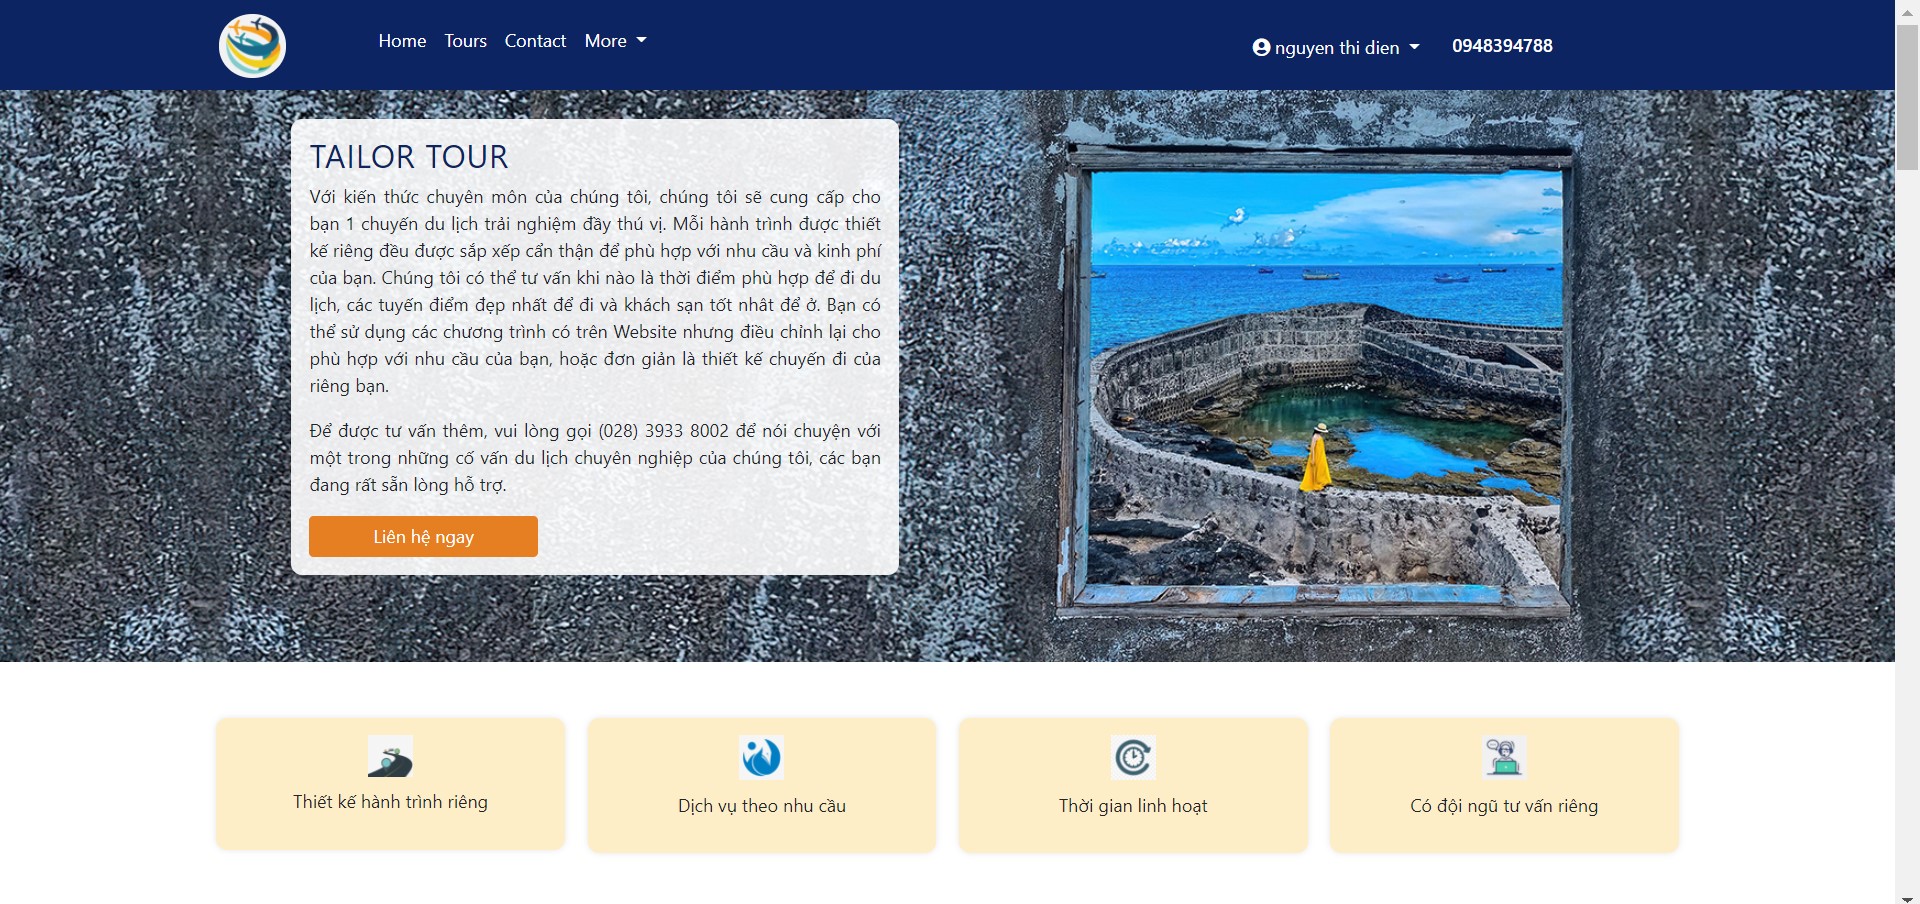 Home Tours Contact More
nguyen thi dien 0948394788
TAILOR TOUR
Với kiến thức chuyên môn của chúng tôi, chúng tôi sẽ cung cấp cho
bạn 1 chuyến du lịch trải nghiệm đầy thú vị. Mỗi hành trình được thiết
kế riêng đều được sắp xếp cẩn thận để phù hợp với nhu cầu và kinh phí
của bạn. Chúng tôi có thể tư vấn khi nào là thời điểm phù hợp để đi du
lịch, các tuyến điểm đẹp nhất để đi và khách sạn tốt nhât để ở. Bạn có
thể sử dụng các chương trình có trên Website nhưng điều chỉnh lại cho
phù hợp với nhu cầu của bạn, hoặc đơn giản là thiết kế chuyến đi của
riêng bạn.
Để được tư vấn thêm, vui lòng gọi (028) 3933 8002 để nói chuyện với
một trong những cố vấn du lịch chuyên nghiệp của chúng tôi, các bạn
đang rất sẵn lòng hỗ trợ.
Liên hệ ngay
Thiết kế hành trình riêng
Dịch vụ theo nhu cầu
Thời gian linh hoạt
Có đội ngũ tư vấn riêng